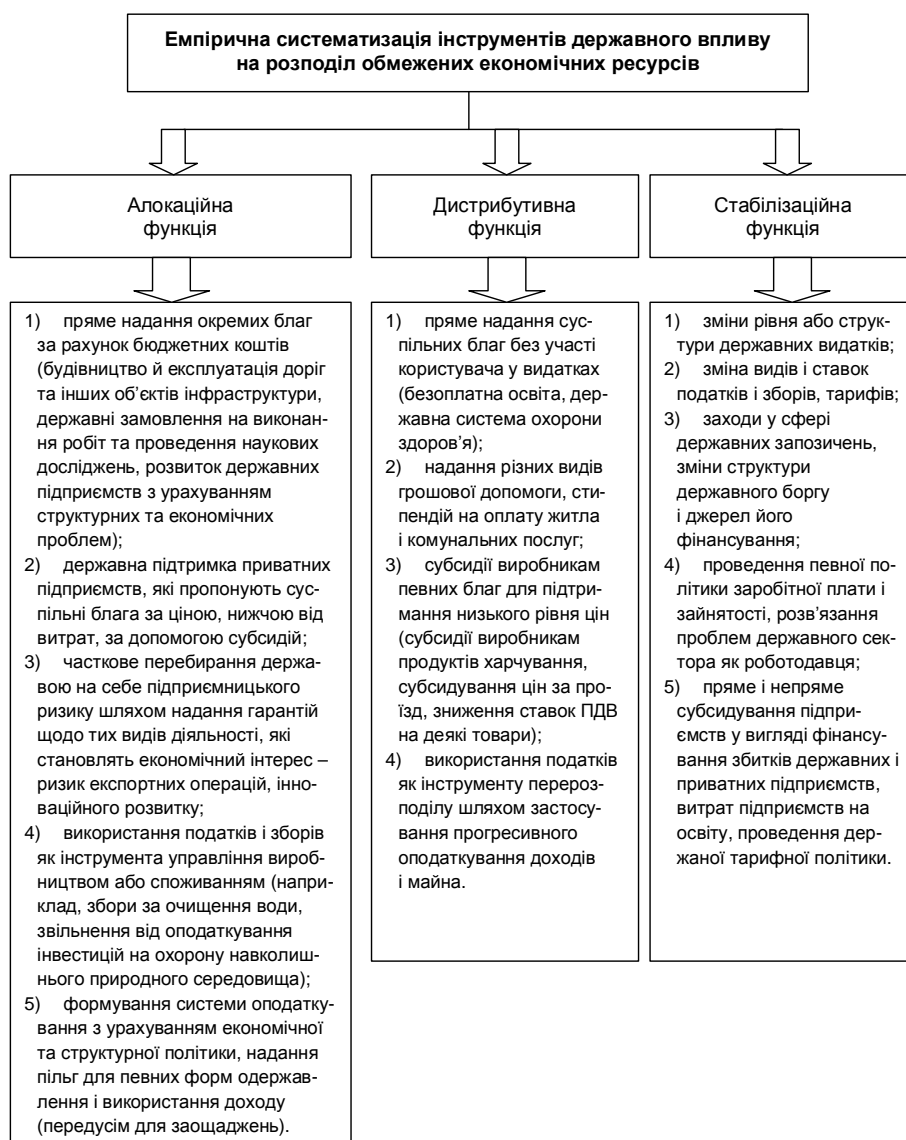 Емпірична систематизація інструментів державного впливу
на розподіл обмежених економічних ресурсів
Алокаційна
функція
1) пряме надання окремих благ
за рахунок бюджетних коштів
(будівництво й експлуатація доріг
та інших об’єктів інфраструктури,
державні замовлення на виконан-
ня робіт та проведення наукових
досліджень, розвиток державних
підприємств з урахуванням
структурних та економічних
проблем);
2) державна підтримка приватних
підприємств, які пропонують сус-
пільні блага за ціною, нижчою від
витрат, за допомогою субсидій;
3) часткове перебирання держа-
вою на себе підприємницького
ризику шляхом надання гарантій
щодо тих видів діяльності, які
становлять економічний інтерес –
ризик експортних операцій, інно-
ваційного розвитку;
4) використання податків і зборів
як інструмента управління вироб-
ництвом або споживанням (напри-
клад, збори за очищення води,
звільнення від оподаткування
інвестицій на охорону навколиш-
нього природного середовища);
5) формування системи оподатку-
вання з урахуванням економічної
та структурної політики, надання
пільг для певних форм одержав-
лення і використання доходу
(передусім для заощаджень).
Дистрибутивна
функція
1) пряме надання сус-
пільних благ без участі
користувача у видатках
(безоплатна освіта, дер-
жавна система охорони
здоров’я);
2) надання різних видів
грошової допомоги, сти-
пендій на оплату житла
і комунальних послуг;
3) субсидії виробникам
певних благ для підтри-
мання низького рівня цін
(субсидії виробникам
продуктів харчування,
субсидування цін за про-
їзд, зниження ставок ПДВ
на деякі товари);
4) використання податків
як інструменту перероз-
поділу шляхом застосу-
вання прогресивного
оподаткування доходів
і майна.
Стабілізаційна
функція
1) зміни рівня або струк-
тури державних видатків;
2) зміна видів і ставок
податків і зборів, тарифів;
3) заходи у сфері
державних запозичень,
зміни структури
державного боргу
і джерел його
фінансування;
4) проведення певної по-
літики заробітної плати і
зайнятості, розв’язання
проблем державного сек-
тора як роботодавця;
5) пряме і непряме
субсидування підпри-
ємств у вигляді фінансу-
вання збитків державних і
приватних підприємств,
витрат підприємств на
освіту, проведення дер-
жаної тарифної політики.